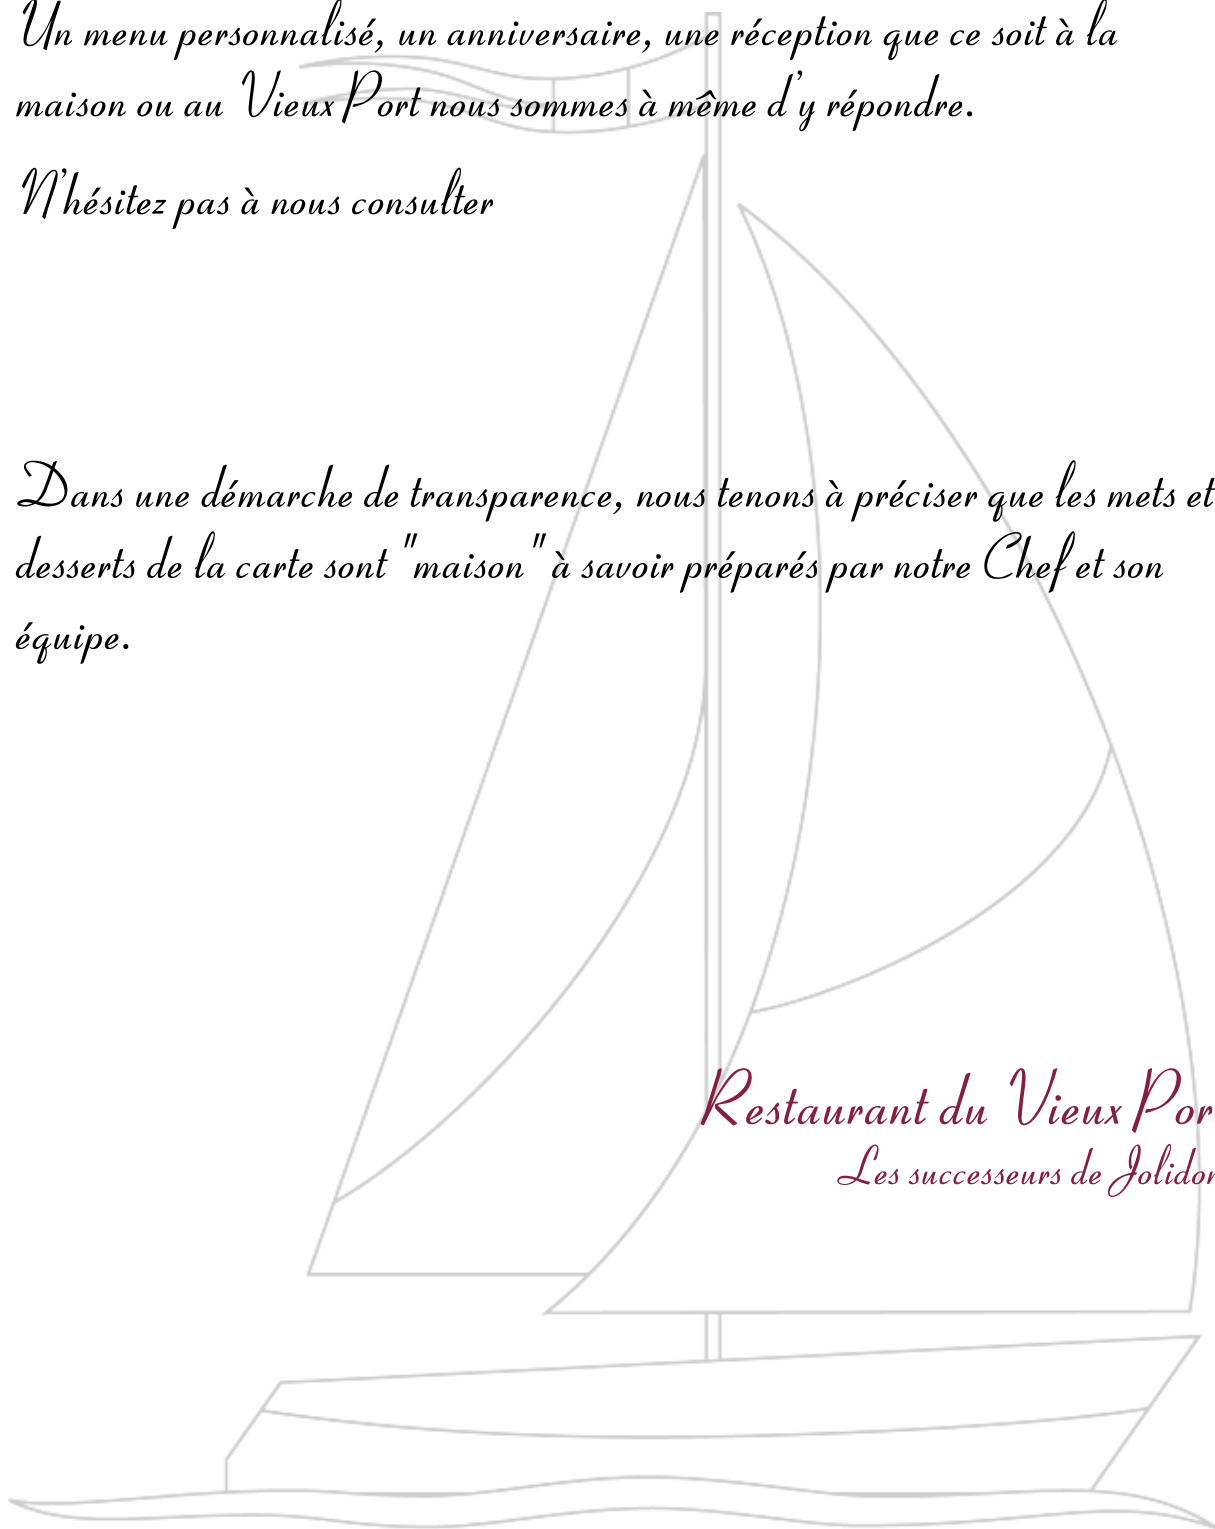 Un menu personnalisé, un anniversaire, une réception que ce soit à la
maison ou au Vieux Port nous sommes à même d'y répondre.
N'hésitez pas à nous consulter
Dans une démarche de transparence, nous tenons à préciser que les mets et
desserts de la carte sont "maison" à savoir préparés par notre Chef et son
équipe.
Restaurant du Vieux Por
Les successeurs de Jolidon